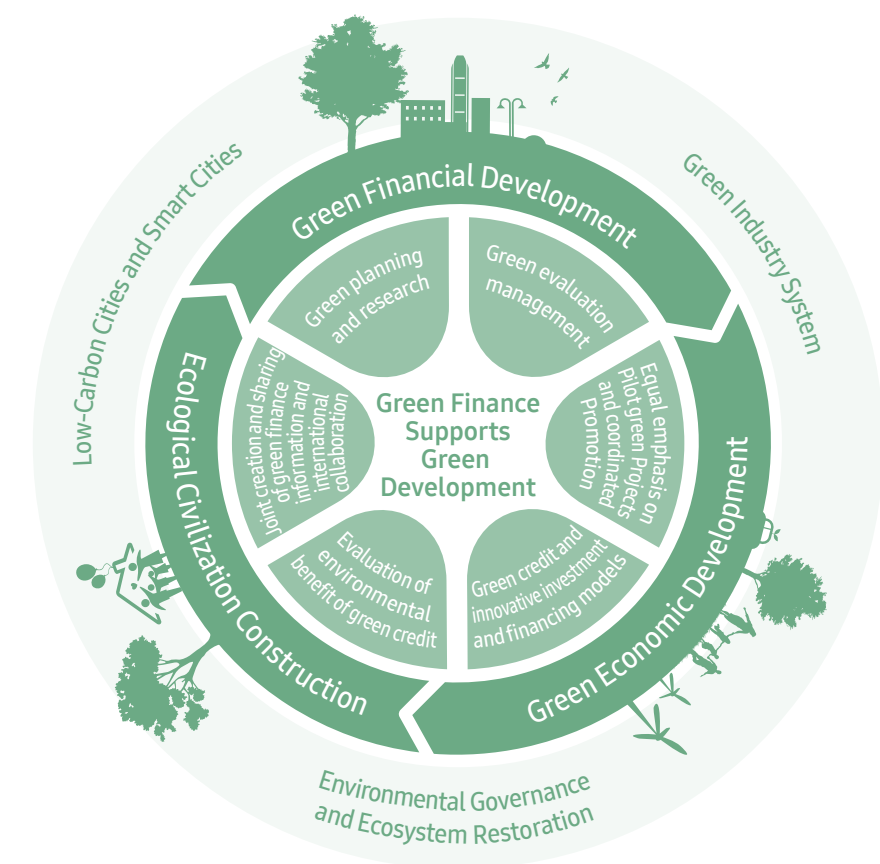 Low-Carbon Cities and Smart Cities
Green Industry System
Environmental Governance
and Ecosystem Restoration
Green Financial Development
Green Economic Development
Ecological Civilization Construction
Green planning
and research
Green evaluation
management
Equal emphasis on
Pilot green Projects
and coordinated
Promotion
Green credit and
innovative investment
and financing models
Evaluation of
environmental
benefit of green credit
Joint creation and sharing
of green finance
information and
international
collaboration
Green Finance
Supports
Green
Development